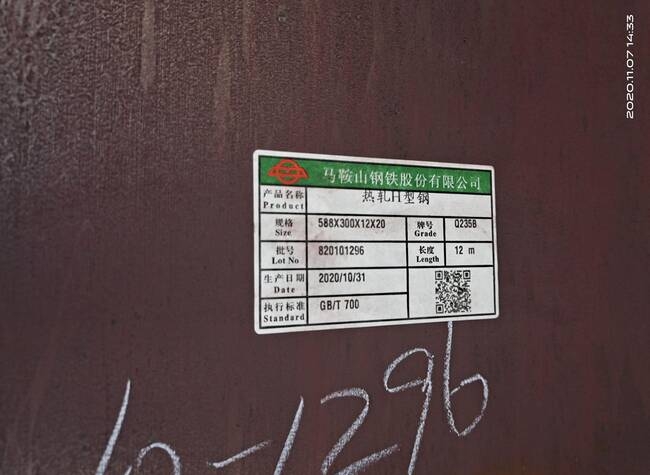 2020.11.07 14:33
马鞍山钢铁股份有限公司
产品名称 热轧H型钢
Product
规格 588X300X12X20 牌号 Q235B
Size Grade
批号 820101296 长度 12 m
Lot No Length
生产日期 2020/10/31
Date
执行标准 GB/T 700
Standard
10-1296